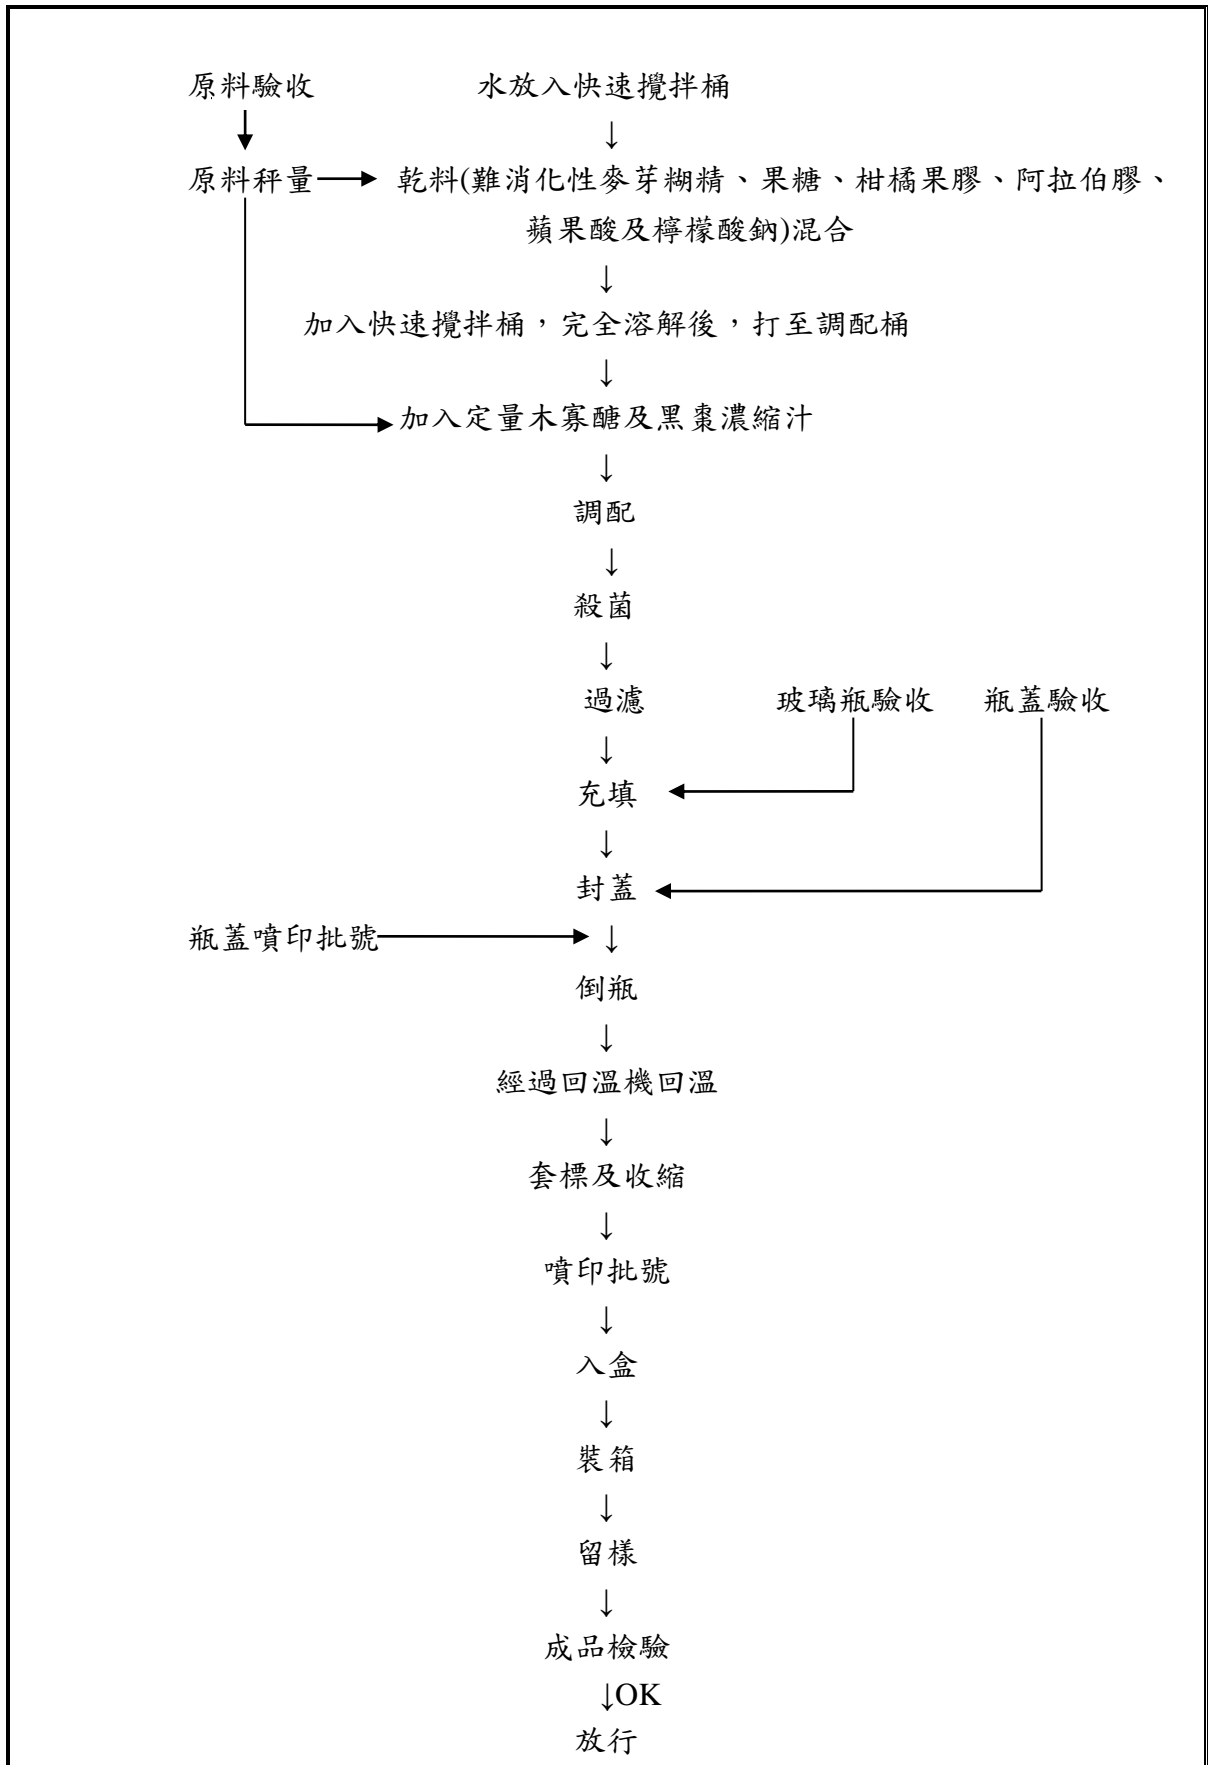 原料驗收 水放入快速攪拌桶
↓
原料秤量 乾料(難消化性麥芽糊精、果糖、柑橘果膠、阿拉伯膠、
蘋果酸及檸檬酸鈉)混合
↓
加入快速攪拌桶，完全溶解後，打至調配桶
↓
加入定量木寡醣及黑棗濃縮汁
↓
調配
↓
殺菌
↓
過濾 玻璃瓶驗收 瓶蓋驗收
↓
充填
↓
封蓋
瓶蓋噴印批號 ↓
倒瓶
↓
經過回溫機回溫
↓
套標及收縮
↓
噴印批號
↓
入盒
↓
裝箱
↓
留樣
↓
成品檢驗
↓OK
放行